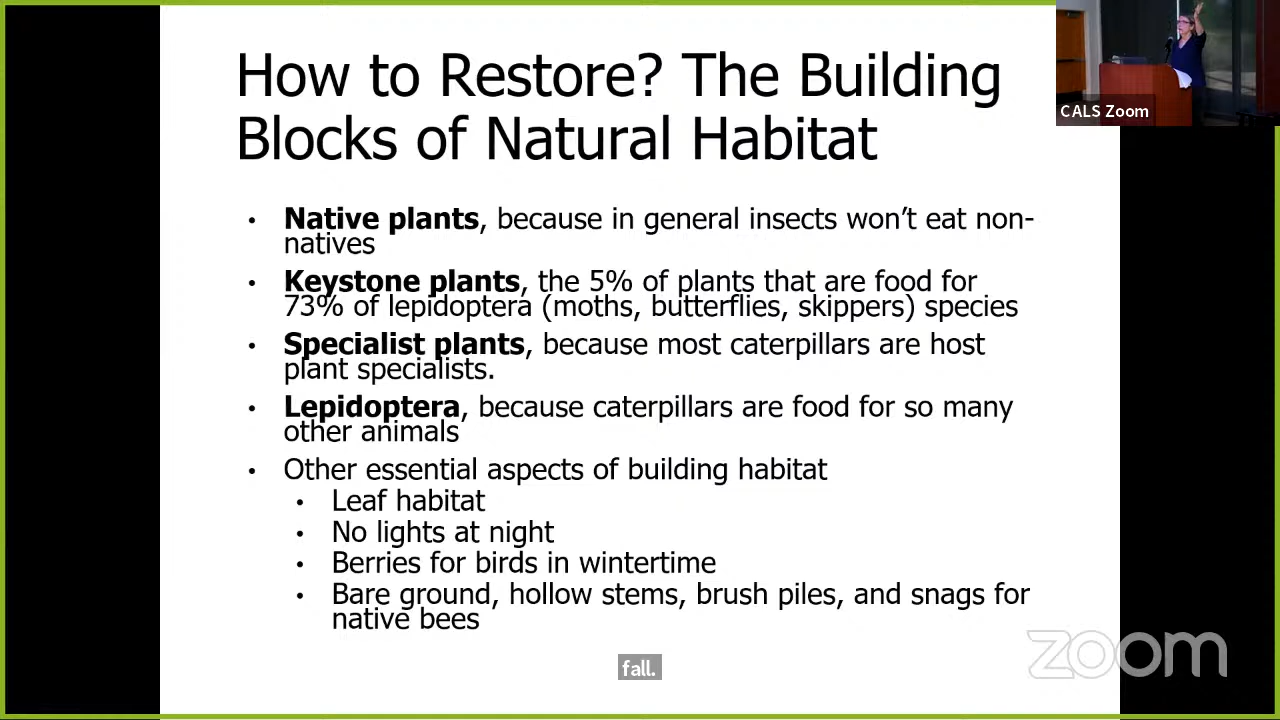 How to Restore? The Building
Blocks of Natural Habitat
CALS Zoom
• Native plants, because in general insects won’t eat non-
natives
• Keystone plants, the 5% of plants that are food for
73% of lepidoptera (moths, butterflies, skippers) species
• Specialist plants, because most caterpillars are host
plant specialists.
• Lepidoptera, because caterpillars are food for so many
other animals
• Other essential aspects of building habitat
• Leaf habitat
• No lights at night
• Berries for birds in wintertime
• Bare ground, hollow stems, brush piles, and snags for
native bees
zoom
fall.